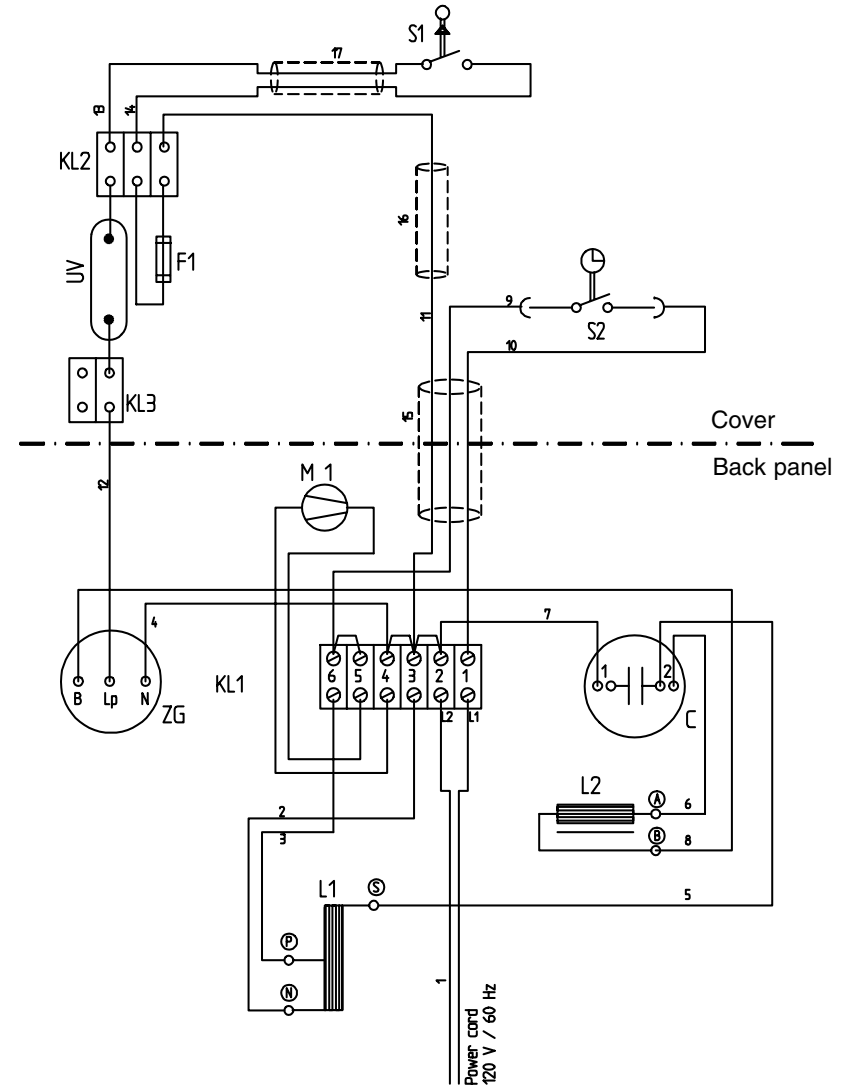 S1
17
13
14
KL2
16
F1
UV
9
S2
11
10
KL3
15
Cover
Back panel
12
M 1
4
7
B Lp N
ZG
KL1
6 5 4 3 2 1
L2 L1
1 2
C
L2
A
6
B
8
2
3
L1
S
5
P
N
1
Power cord
120 V / 60 Hz